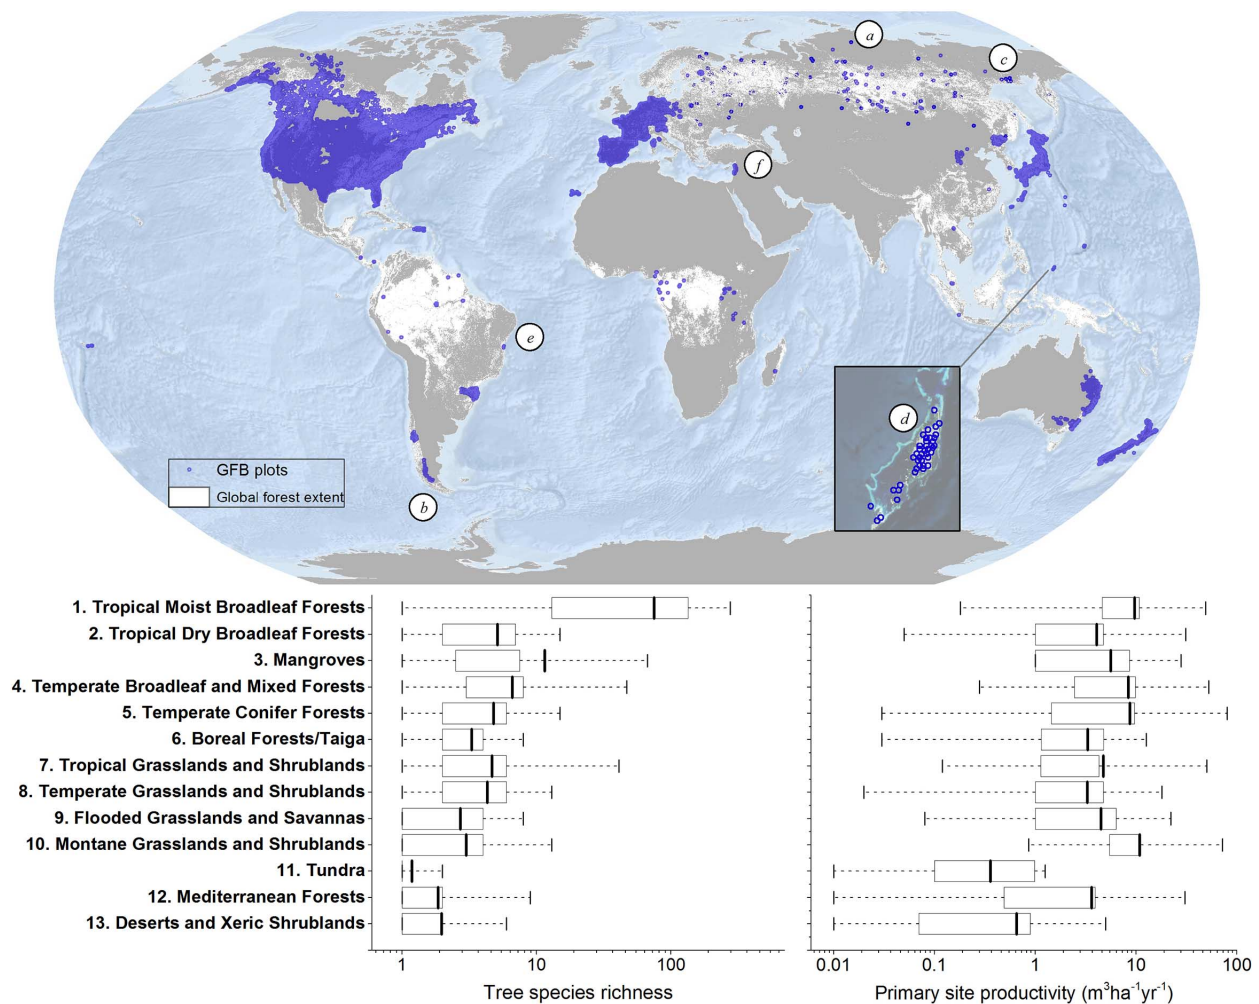 a
c
f
e
d
b
GFB plots
Global forest extent
1. Tropical Moist Broadleaf Forests
2. Tropical Dry Broadleaf Forests
3. Mangroves
4. Temperate Broadleaf and Mixed Forests
5. Temperate Conifer Forests
6. Boreal Forests/Taiga
7. Tropical Grasslands and Shrublands
8. Temperate Grasslands and Shrublands
9. Flooded Grasslands and Savannas
10. Montane Grasslands and Shrublands
11. Tundra
12. Mediterranean Forests
13. Deserts and Xeric Shrublands
1 10 100
Tree species richness
0.01 0.1 1 10 100
Primary site productivity (m³ha⁻¹yr⁻¹)